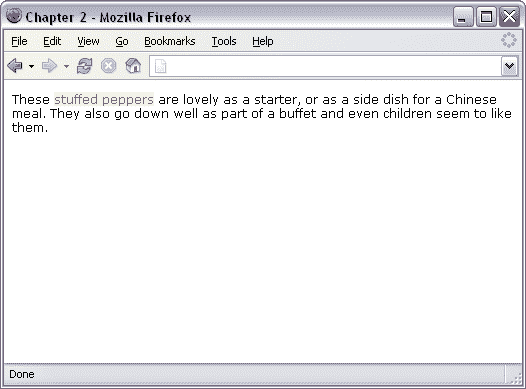 Chapter 2 - Mozilla Firefox
File Edit View Go Bookmarks Tools Help
These stuffed peppers are lovely as a starter, or as a side dish for a Chinese
meal. They also go down well as part of a buffet and even children seem to like
them.
Done